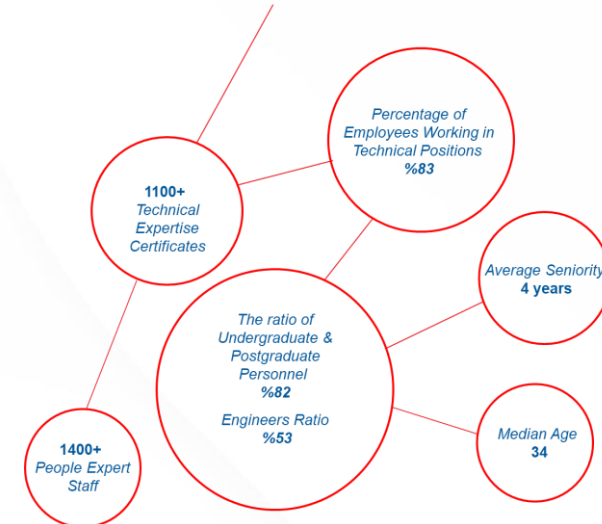 Percentage of
Employees Working in
Technical Positions
%83
1100+
Technical
Expertise
Certificates
Average Seniority
4 years
The ratio of
Undergraduate &
Postgraduate
Personnel
%82
Engineers Ratio
%53
Median Age
34
1400+
People Expert
Staff